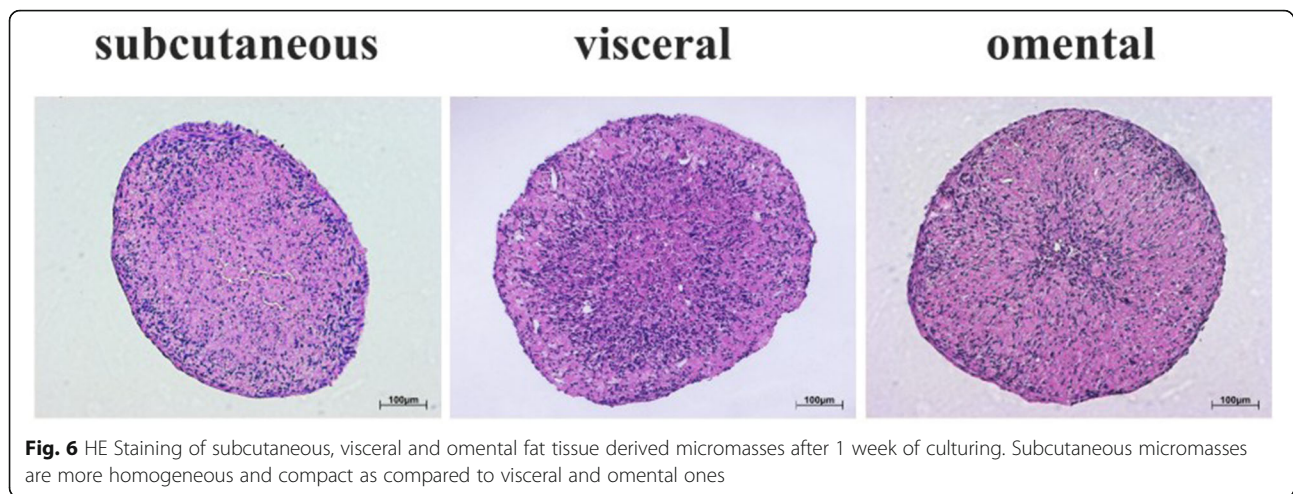 subcutaneous visceral omental
100µm 100µm 100µm
Fig. 6 HE Staining of subcutaneous, visceral and omental fat tissue derived micromasses after 1 week of culturing. Subcutaneous micromasses
are more homogeneous and compact as compared to visceral and omental ones